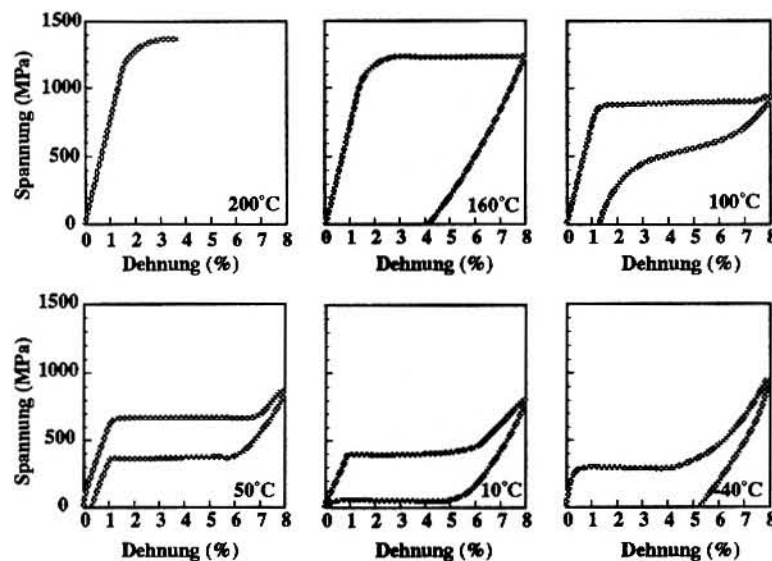 Spannung (MPa)
1500
1000
500
0
200°C
0 1 2 3 4 5 6 7 8
Dehnung (%)
160°C
0 1 2 3 4 5 6 7 8
Dehnung (%)
100°C
0 1 2 3 4 5 6 7 8
Dehnung (%)
Spannung (MPa)
1500
1000
500
0
50°C
0 1 2 3 4 5 6 7 8
Dehnung (%)
10°C
0 1 2 3 4 5 6 7 8
Dehnung (%)
-40°C
0 1 2 3 4 5 6 7 8
Dehnung (%)